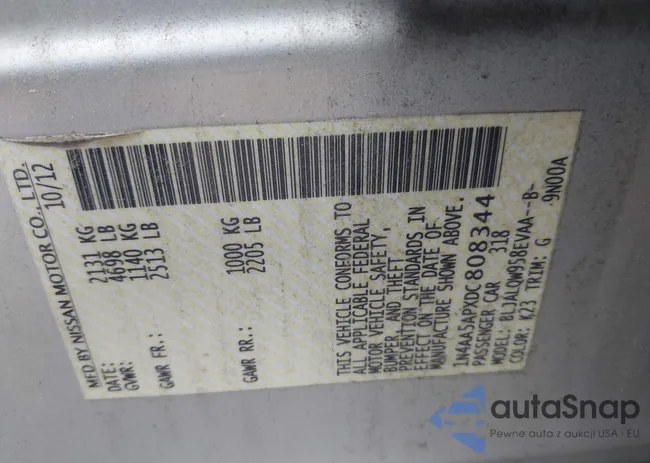 MFD BY NISSAN MOTOR CO., LTD.
DATE: 10/12
GVWR: 2131 KG
4698 LB
GAWR FR.: 1140 KG
2513 LB
GAWR RR.: 1000 KG
2205 LB
THIS VEHICLE CONFORMS TO
ALL APPLICABLE FEDERAL
MOTOR VEHICLE SAFETY,
BUMPER AND THEFT
PREVENTION STANDARDS IN
EFFECT ON THE DATE OF
MANUFACTURE SHOWN ABOVE.
1N4AA5APXDC808344
PASSENGER CAR 318
MODEL: BLJALQW938EVAA--B-
COLOR: K23 TRIM: G 9N00A
autaSnap
Pewne auta z aukcji USA i EU